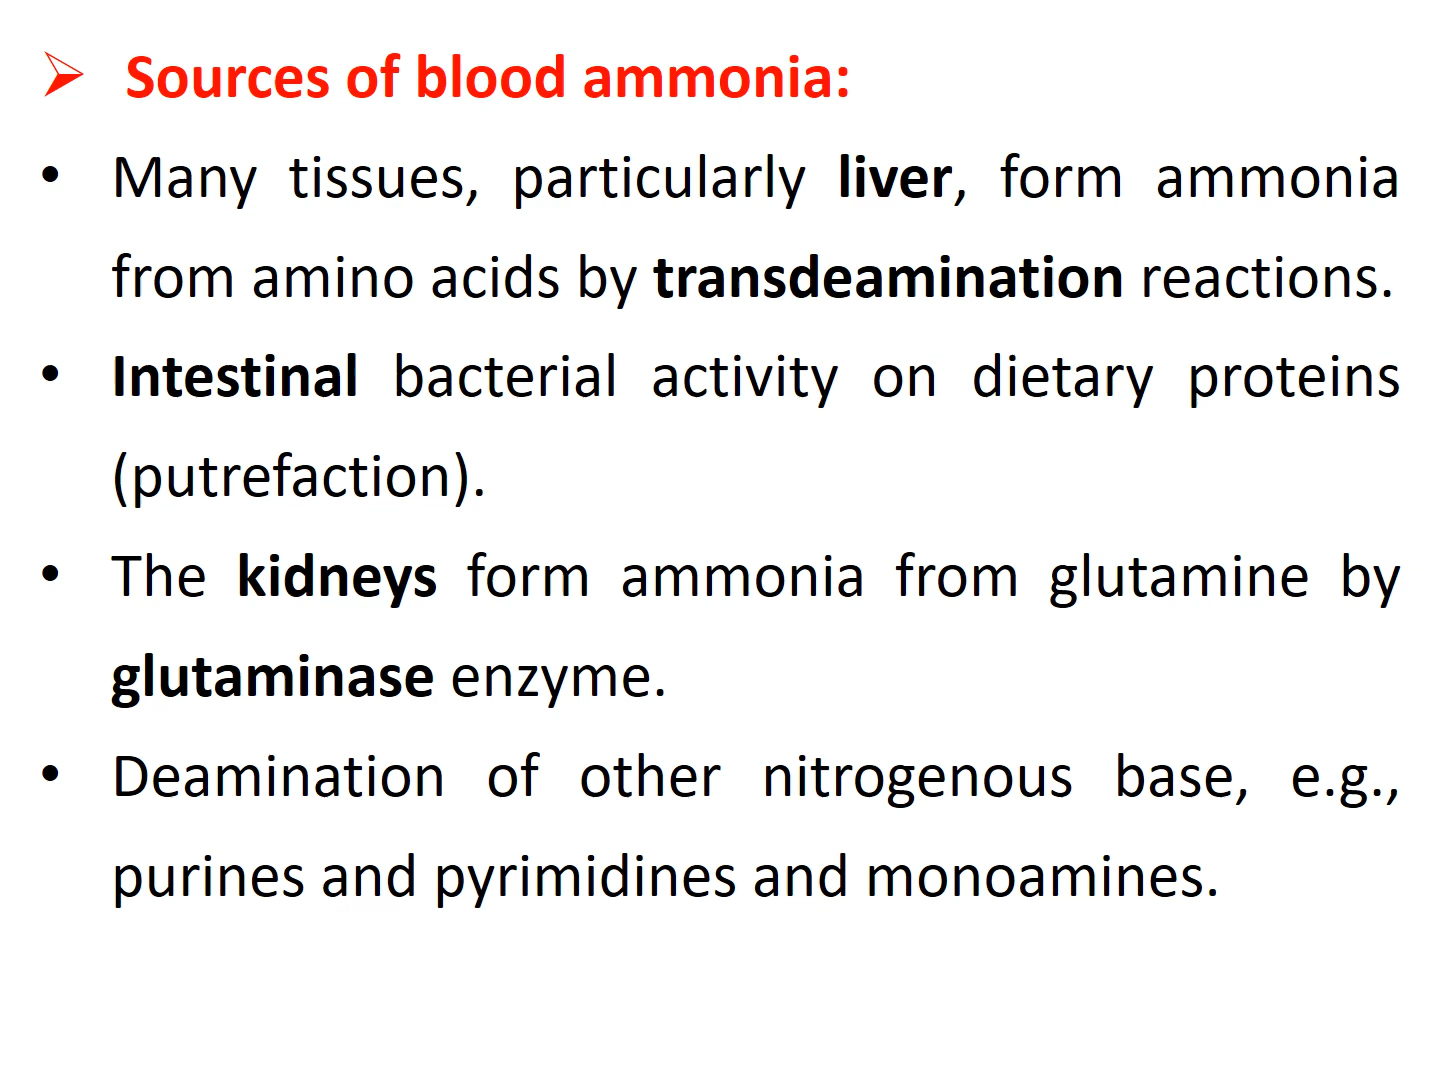 ➢ Sources of blood ammonia:
• Many tissues, particularly liver, form ammonia
from amino acids by transdeamination reactions.
• Intestinal bacterial activity on dietary proteins
(putrefaction).
• The kidneys form ammonia from glutamine by
glutaminase enzyme.
• Deamination of other nitrogenous base, e.g.,
purines and pyrimidines and monoamines.